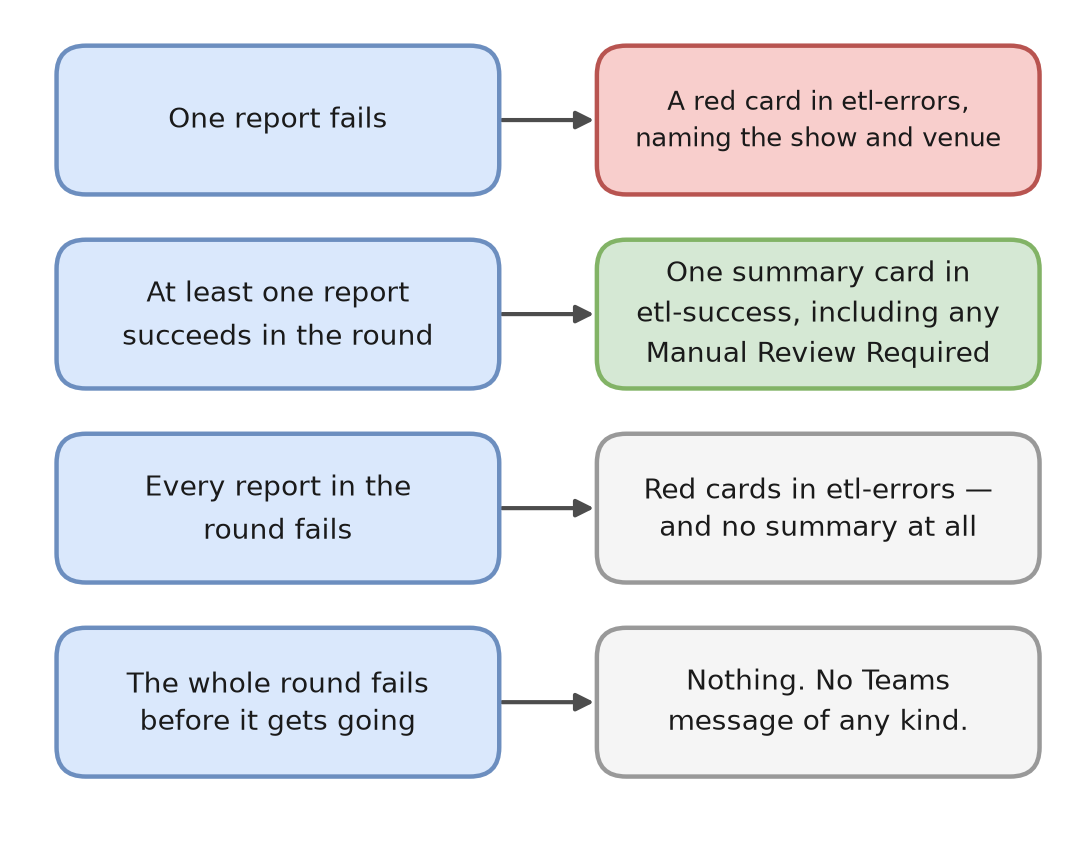 One report fails
A red card in etl-errors,
naming the show and venue
At least one report
succeeds in the round
One summary card in
etl-success, including any
Manual Review Required
Every report in the
round fails
Red cards in etl-errors —
and no summary at all
The whole round fails
before it gets going
Nothing. No Teams
message of any kind.